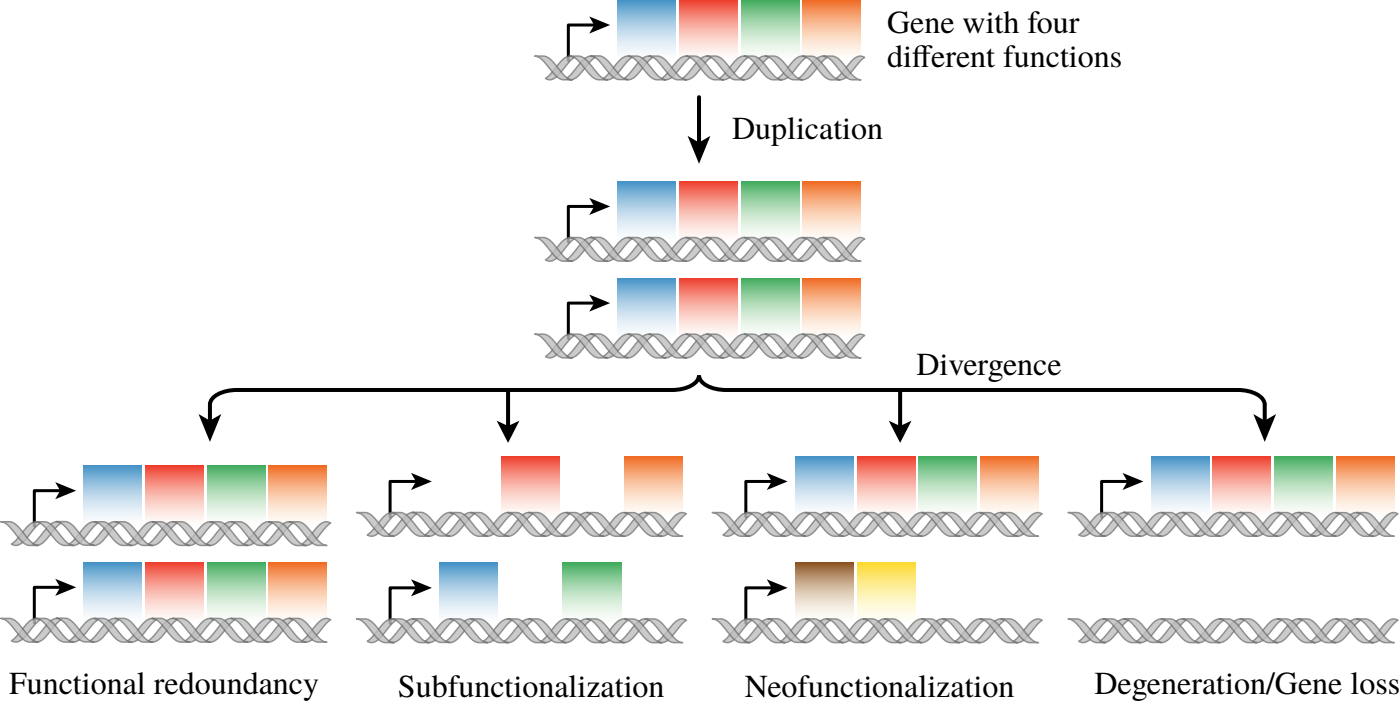 Gene with four
different functions
Duplication
Divergence
Functional redoundancy
Subfunctionalization
Neofunctionalization
Degeneration/Gene loss